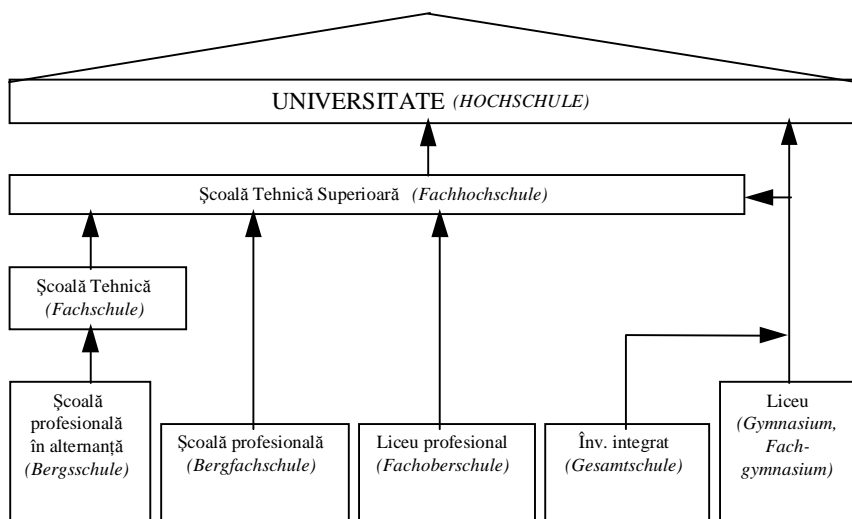 UNIVERSITATE (HOCHSCHULE)
Şcoală Tehnică Superioară (Fachhochschule)
Şcoală Tehnică
(Fachschule)
Şcoală
profesională
în alternanţă
(Bergsschule)
Şcoală profesională
(Bergfachschule)
Liceu profesional
(Fachoberschule)
Înv. integrat
(Gesamtschule)
Liceu
(Gymnasium,
Fach-
gymnasium)